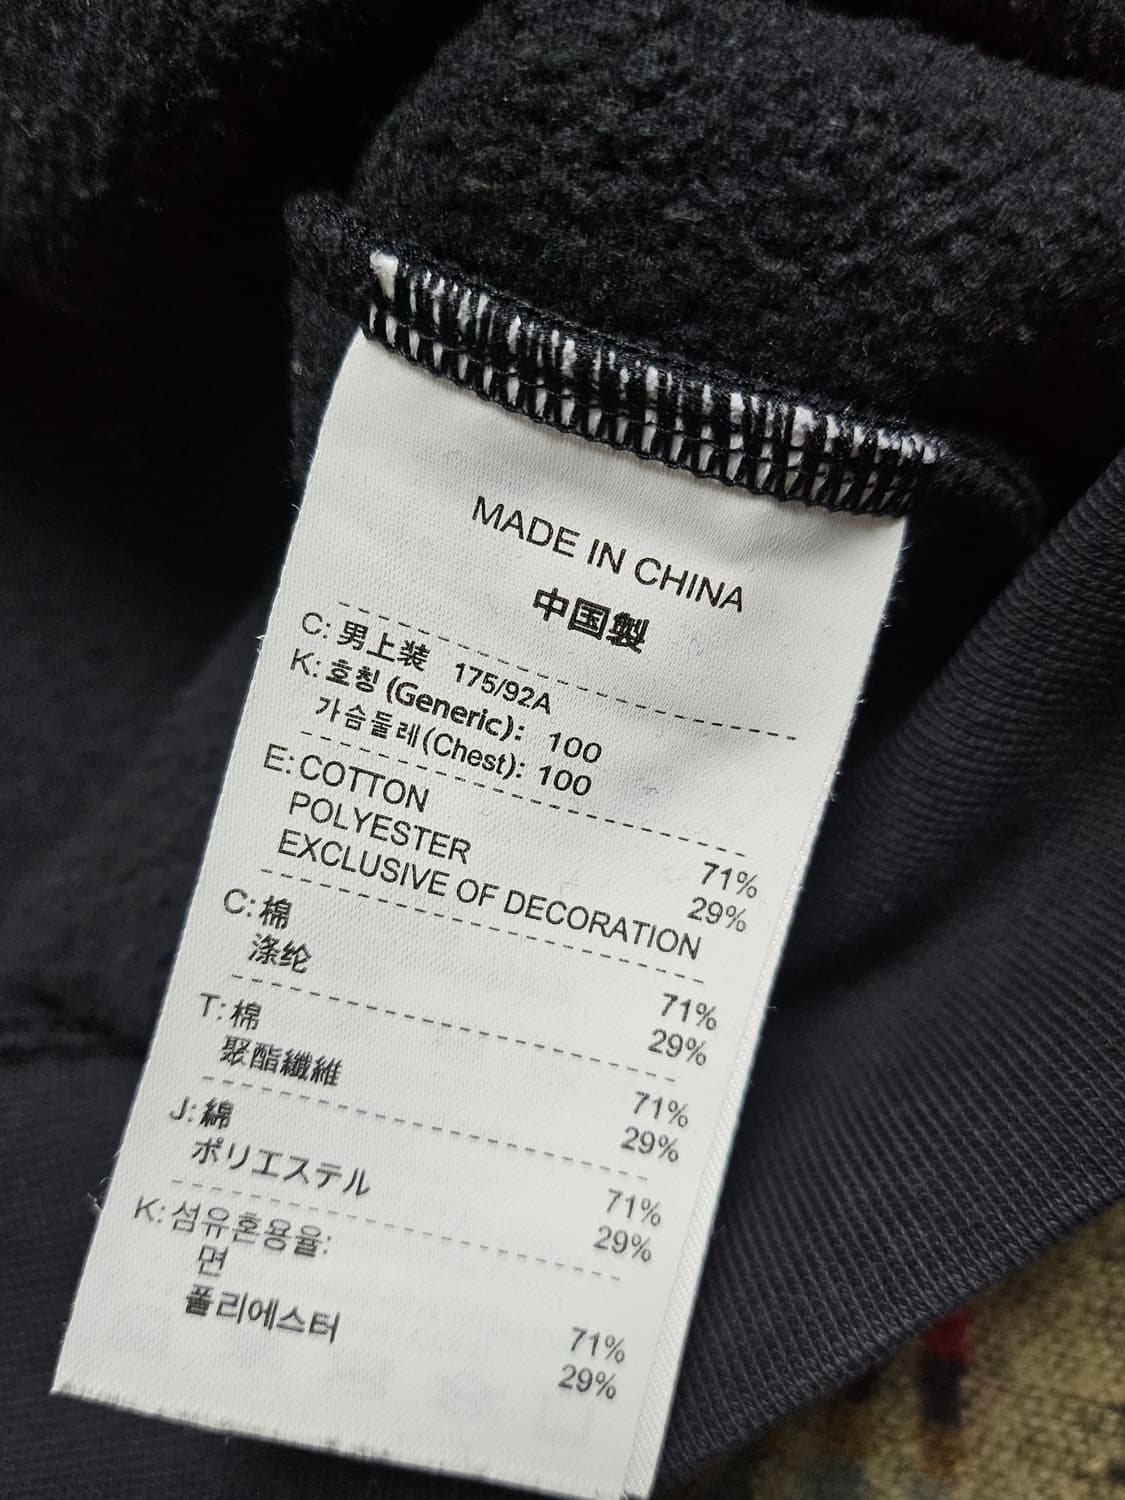 MADE IN CHINA
中国製
C: 男上装 175/92A
K: 호칭 (Generic): 100
가슴둘레(Chest): 100
E: COTTON 71%
POLYESTER 29%
EXCLUSIVE OF DECORATION
C: 棉 71%
涤纶 29%
T: 棉 71%
聚酯纖維 29%
J: 綿 71%
ポリエステル 29%
K: 섬유혼용율:
면 71%
폴리에스터 29%